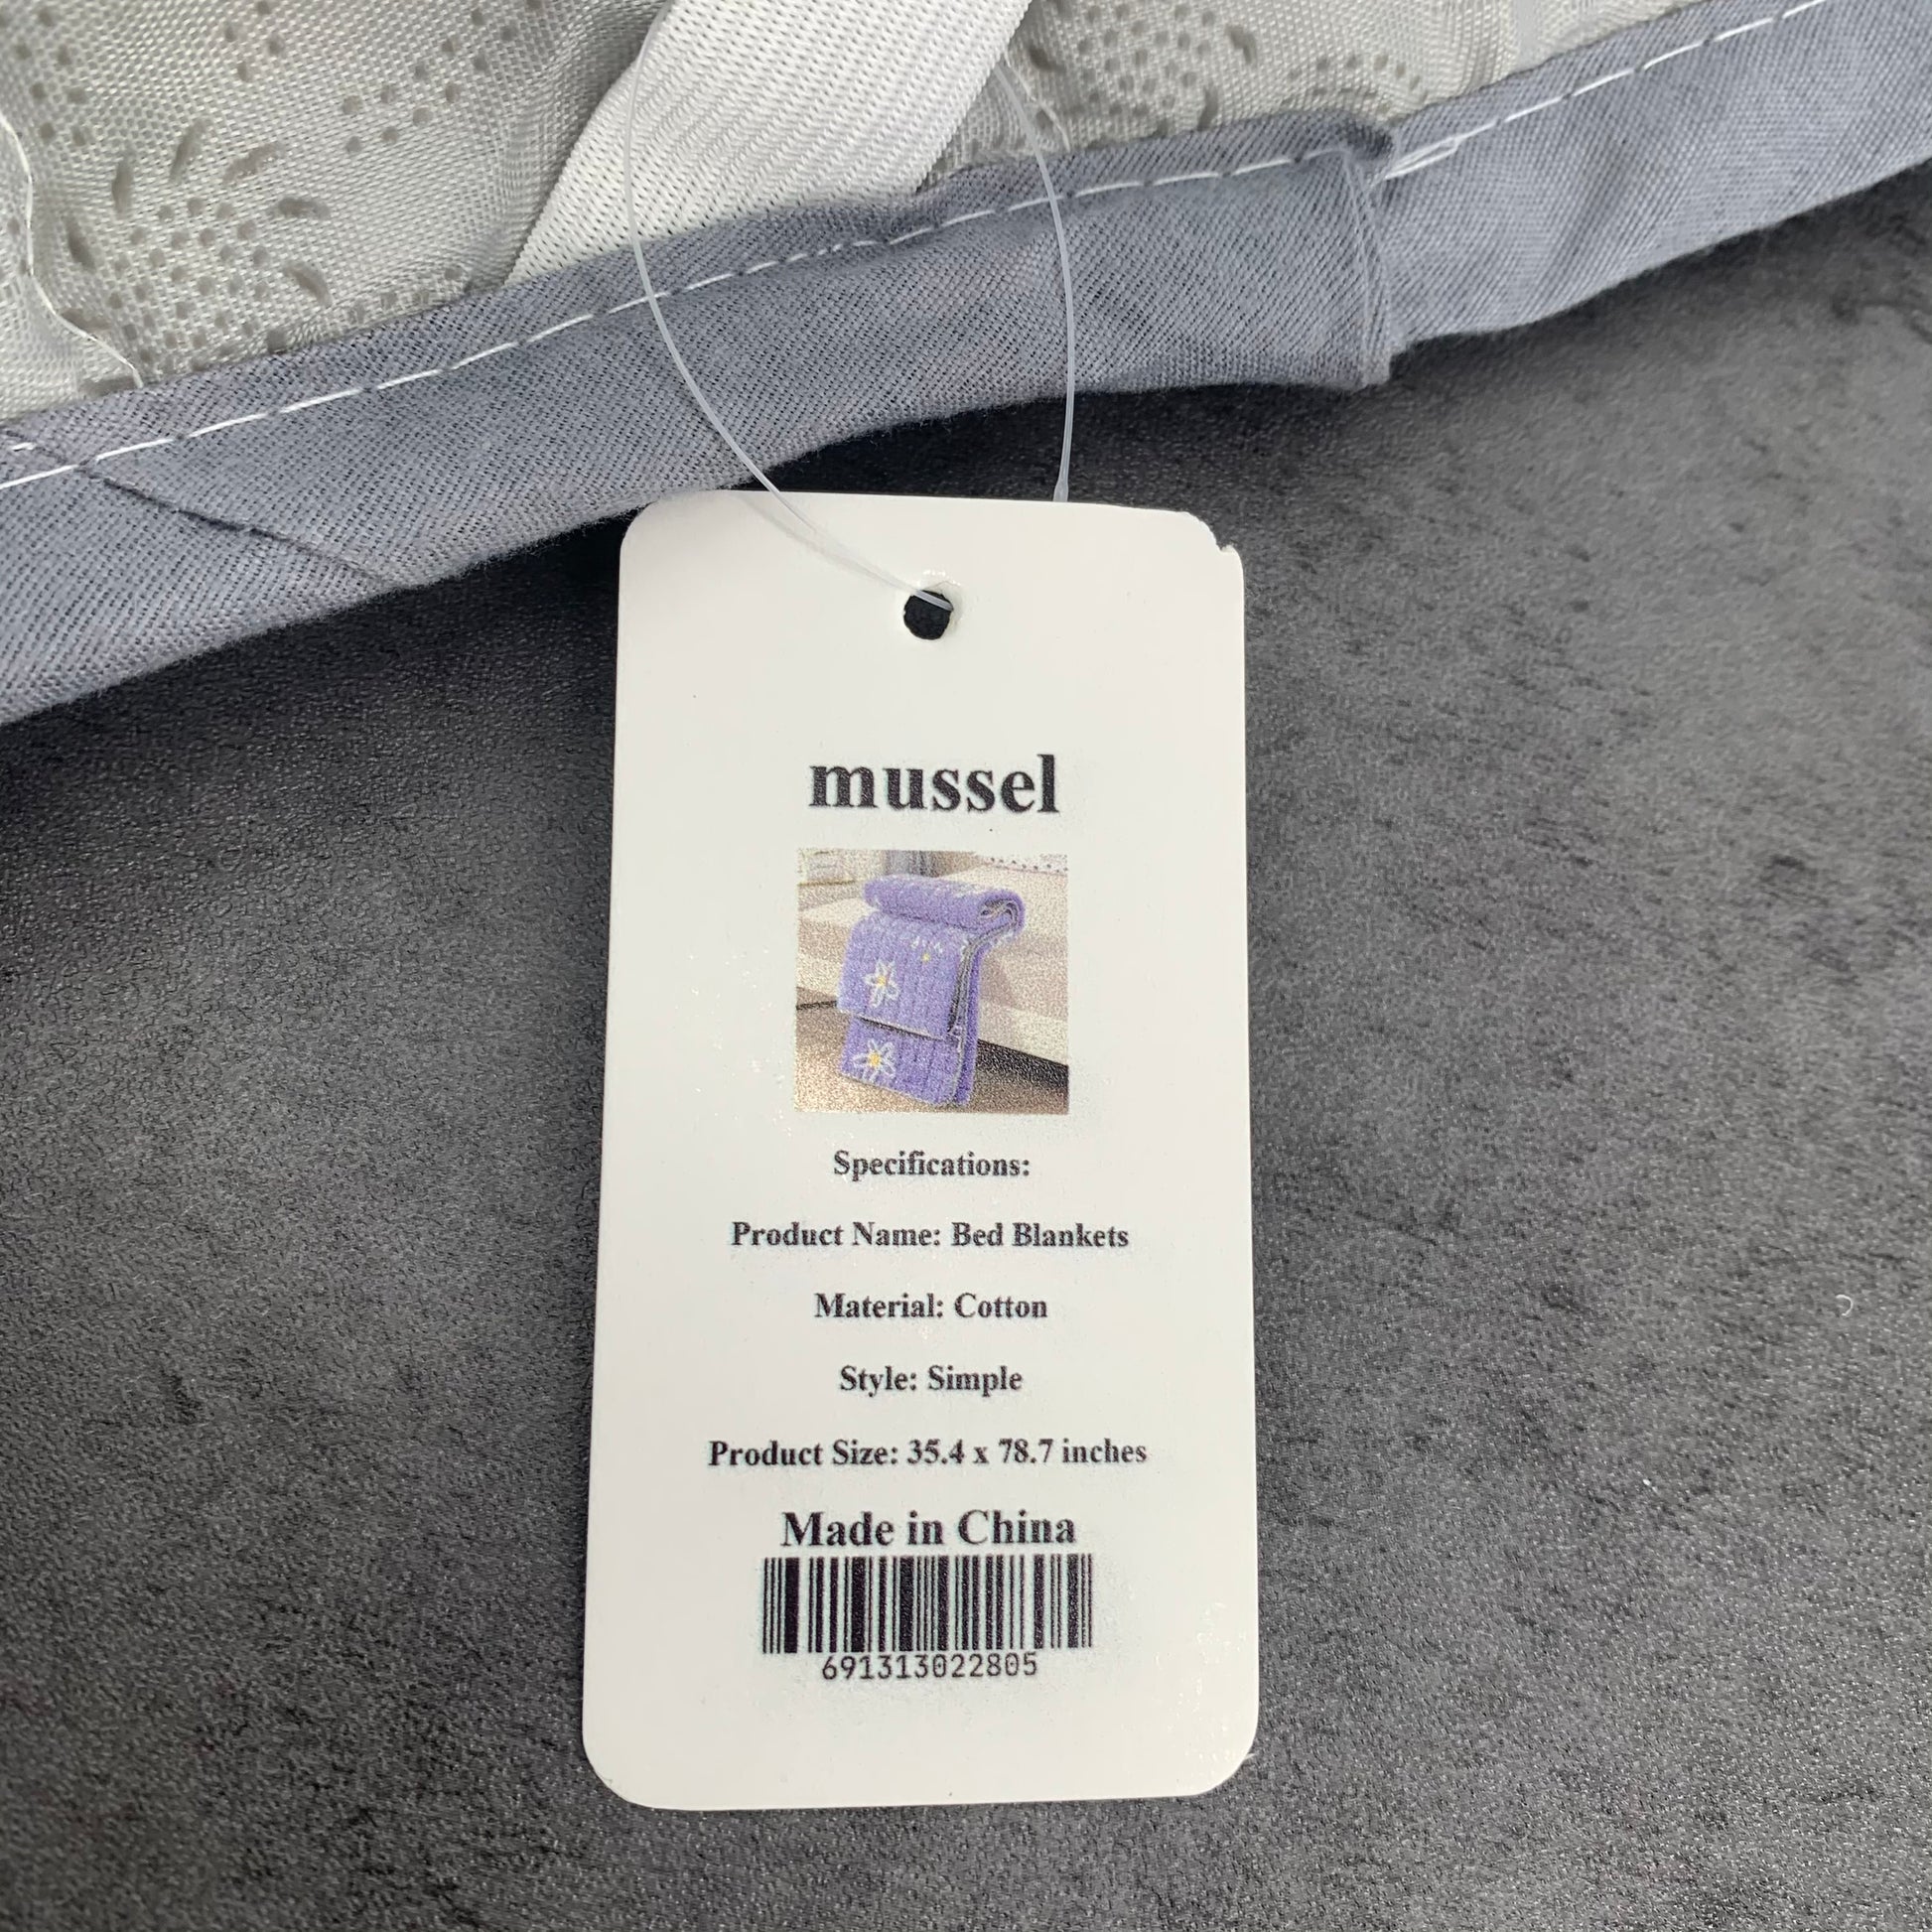 mussel
Specifications:
Product Name: Bed Blankets
Material: Cotton
Style: Simple
Product Size: 35.4 x 78.7 inches
Made in China
691313022805